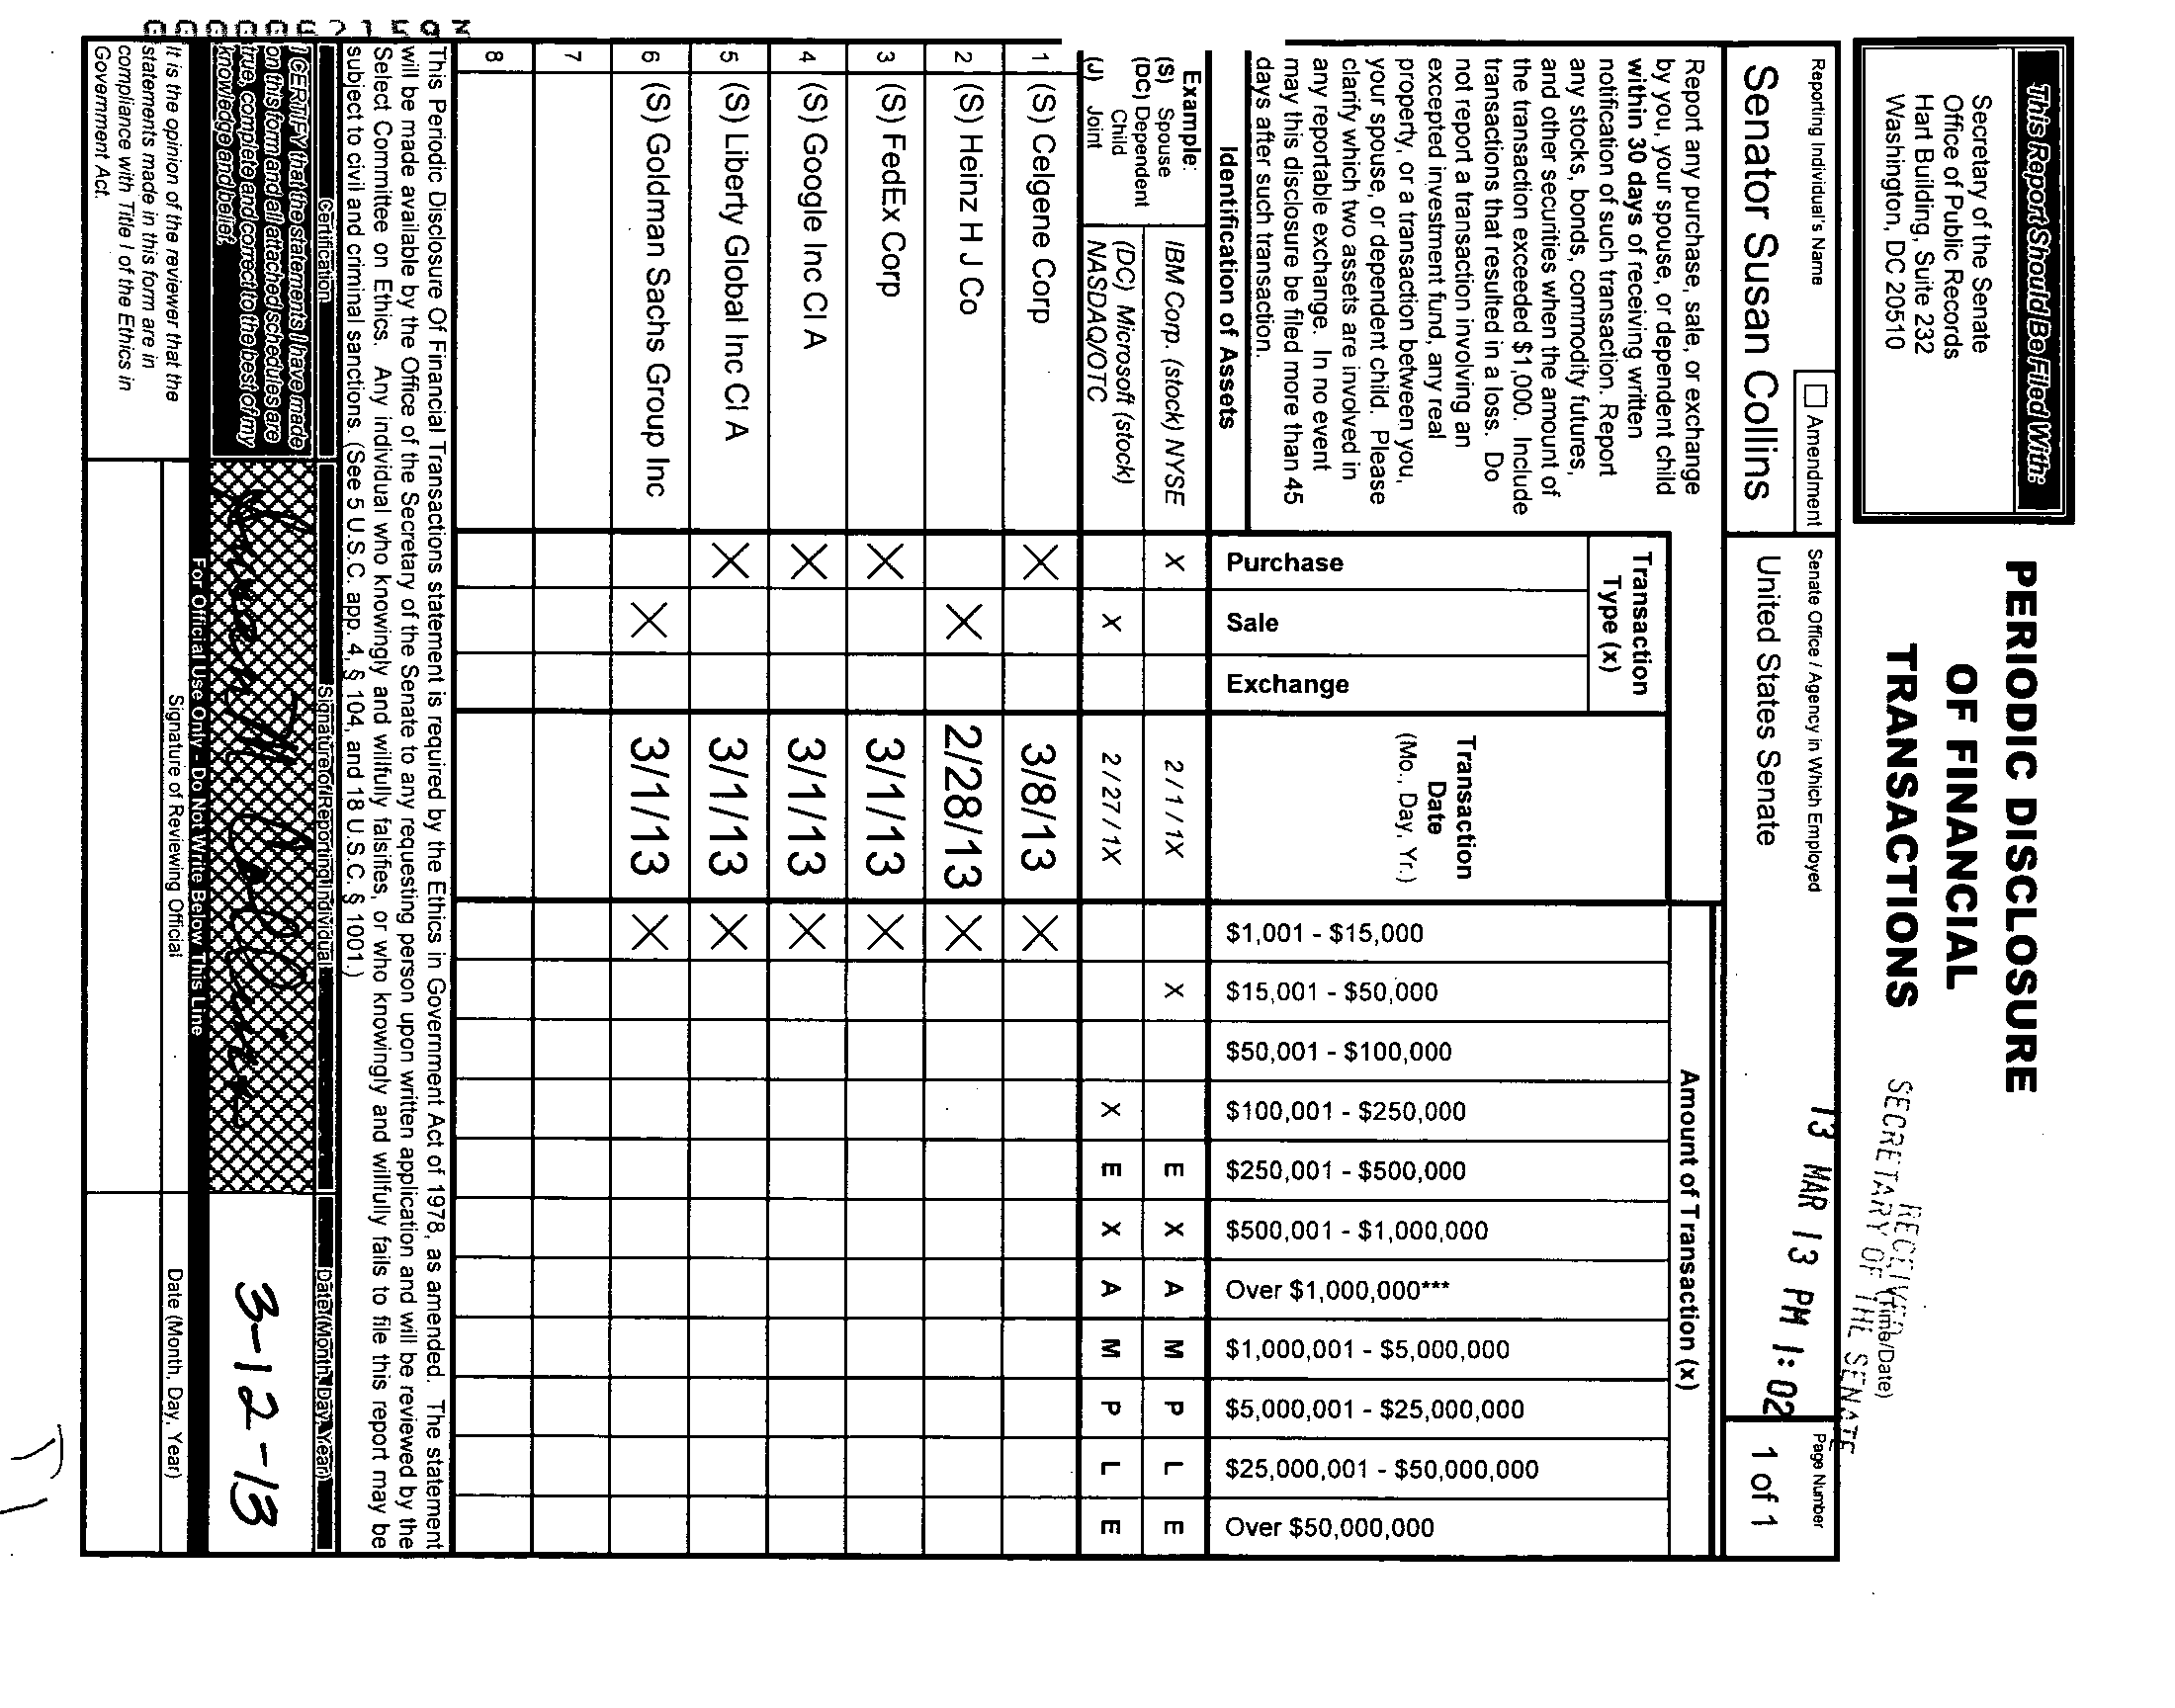 This Report Should Be Filed With:
Secretary of the Senate
Office of Public Records
Hart Building, Suite 232
Washington, DC 20510
PERIODIC DISCLOSURE
OF FINANCIAL
TRANSACTIONS
RECEIVED
(Time/Date)
SECRETARY OF THE SENATE
13 MAR 13 PM 1:02
Reporting Individual's Name
Amendment
Senator Susan Collins
Senate Office / Agency in Which Employed
United States Senate
Page Number
1 of 1
Report any purchase, sale, or exchange
by you, your spouse, or dependent child
within 30 days of receiving written
notification of such transaction. Report
any stocks, bonds, commodity futures,
and other securities when the amount of
the transaction exceeded $1,000. Include
transactions that resulted in a loss. Do
not report a transaction involving an
excepted investment fund, any real
property, or a transaction between you,
your spouse, or dependent child. Please
clarify which two assets are involved in
any reportable exchange. In no event
may this disclosure be filed more than 45
days after such transaction.
Identification of Assets
Transaction
Type (x)
Purchase
Sale
Exchange
Transaction
Date
(Mo., Day, Yr.)
Amount of Transaction (x)
$1,001 - $15,000
$15,001 - $50,000
$50,001 - $100,000
$100,001 - $250,000
$250,001 - $500,000
$500,001 - $1,000,000
Over $1,000,000***
$1,000,001 - $5,000,000
$5,000,001 - $25,000,000
$25,000,001 - $50,000,000
Over $50,000,000
Example:
(S) Spouse
(DC) Dependent
Child
(J) Joint
IBM Corp. (stock) NYSE X 2/1/1X X E X A M P L E
(DC) Microsoft (stock)
NASDAQ/OTC X 2/27/1X X E X A M P L E
1 (S) Celgene Corp X 3/8/13 X
2 (S) Heinz H J Co X 2/28/13 X
3 (S) FedEx Corp X 3/1/13 X
4 (S) Google Inc Cl A X 3/1/13 X
5 (S) Liberty Global Inc Cl A X 3/1/13 X
6 (S) Goldman Sachs Group Inc X 3/1/13 X
7
8
This Periodic Disclosure Of Financial Transactions statement is required by the Ethics in Government Act of 1978, as amended. The statement
will be made available by the Office of the Secretary of the Senate to any requesting person upon written application and will be reviewed by the
Select Committee on Ethics. Any individual who knowingly and willfully falsifies, or who knowingly and willfully fails to file this report may be
subject to civil and criminal sanctions. (See 5 U.S.C. app. 4, § 104, and 18 U.S.C. § 1001.)
Certification
Signature of Reporting Individual
Date (Month, Day, Year)
I CERTIFY that the statements I have made
on this form and all attached schedules are
true, complete and correct to the best of my
knowledge and belief.
Susan M Collins
3-12-13
For Official Use Only - Do Not Write Below This Line
It is the opinion of the reviewer that the
statements made in this form are in
compliance with Title I of the Ethics in
Government Act.
Signature of Reviewing Official
Date (Month, Day, Year)